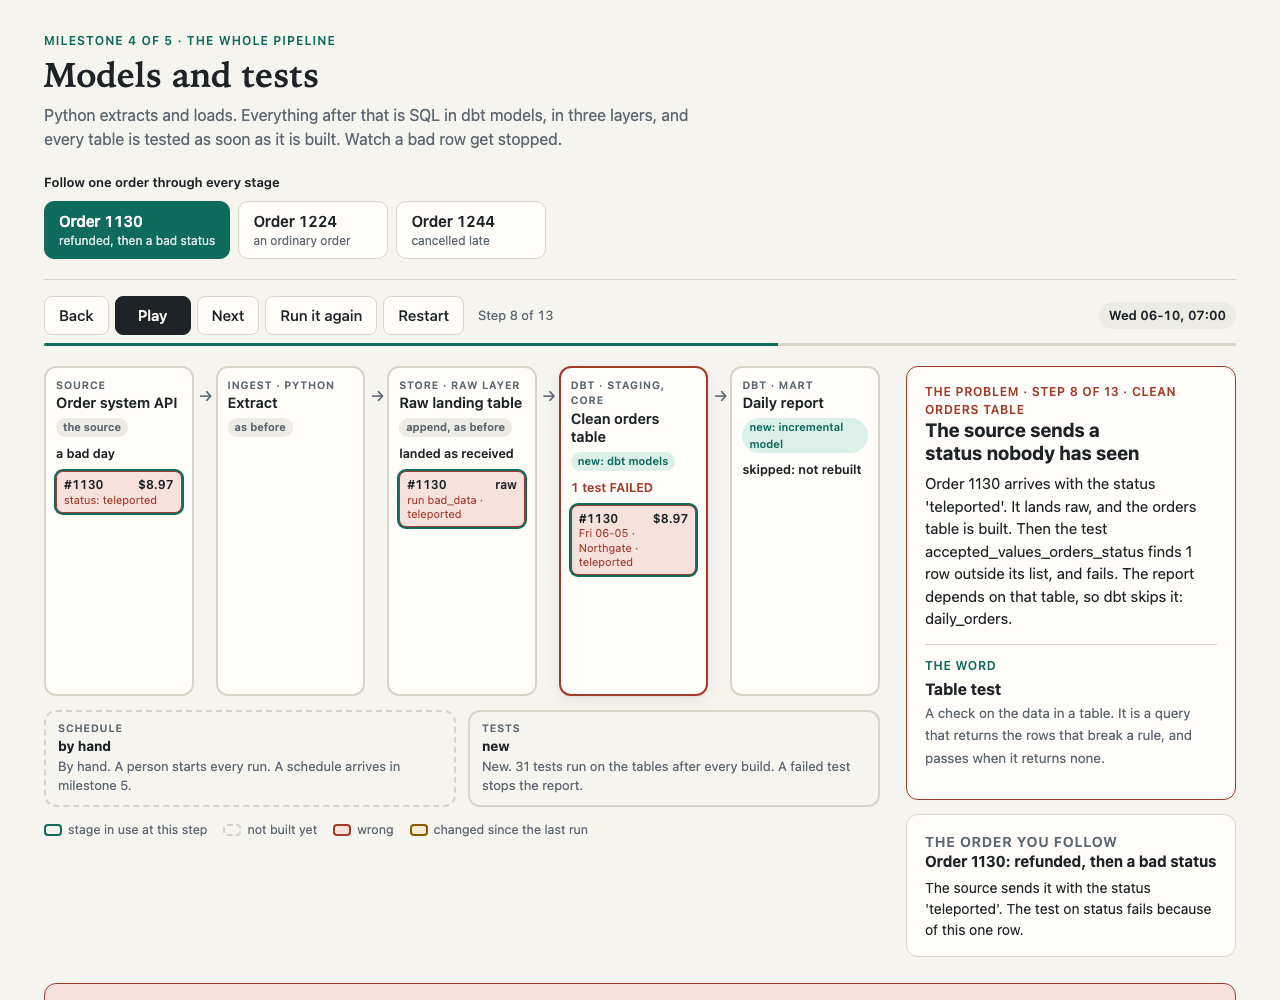 MILESTONE 4 OF 5 · THE WHOLE PIPELINE
Models and tests
Python extracts and loads. Everything after that is SQL in dbt models, in three layers, and
every table is tested as soon as it is built. Watch a bad row get stopped.
Follow one order through every stage
Order 1130
refunded, then a bad status
Order 1224
an ordinary order
Order 1244
cancelled late
Back
Play
Next
Run it again
Restart
Step 8 of 13
Wed 06-10, 07:00
SOURCE
Order system API
the source
a bad day
#1130 $8.97
status: teleported
→
INGEST · PYTHON
Extract
as before
→
STORE · RAW LAYER
Raw landing table
append, as before
landed as received
#1130 raw
run bad_data ·
teleported
→
DBT · STAGING,
CORE
Clean orders
table
new: dbt models
1 test FAILED
#1130 $8.97
Fri 06-05 ·
Northgate ·
teleported
→
DBT · MART
Daily report
new: incremental
model
skipped: not rebuilt
SCHEDULE
by hand
By hand. A person starts every run. A schedule arrives in
milestone 5.
TESTS
new
New. 31 tests run on the tables after every build. A failed test
stops the report.
stage in use at this step
not built yet
wrong
changed since the last run
THE PROBLEM · STEP 8 OF 13 · CLEAN
ORDERS TABLE
The source sends a
status nobody has seen
Order 1130 arrives with the status
'teleported'. It lands raw, and the orders
table is built. Then the test
accepted_values_orders_status finds 1
row outside its list, and fails. The report
depends on that table, so dbt skips it:
daily_orders.
THE WORD
Table test
A check on the data in a table. It is a query
that returns the rows that break a rule, and
passes when it returns none.
THE ORDER YOU FOLLOW
Order 1130: refunded, then a bad status
The source sends it with the status
'teleported'. The test on status fails because
of this one row.